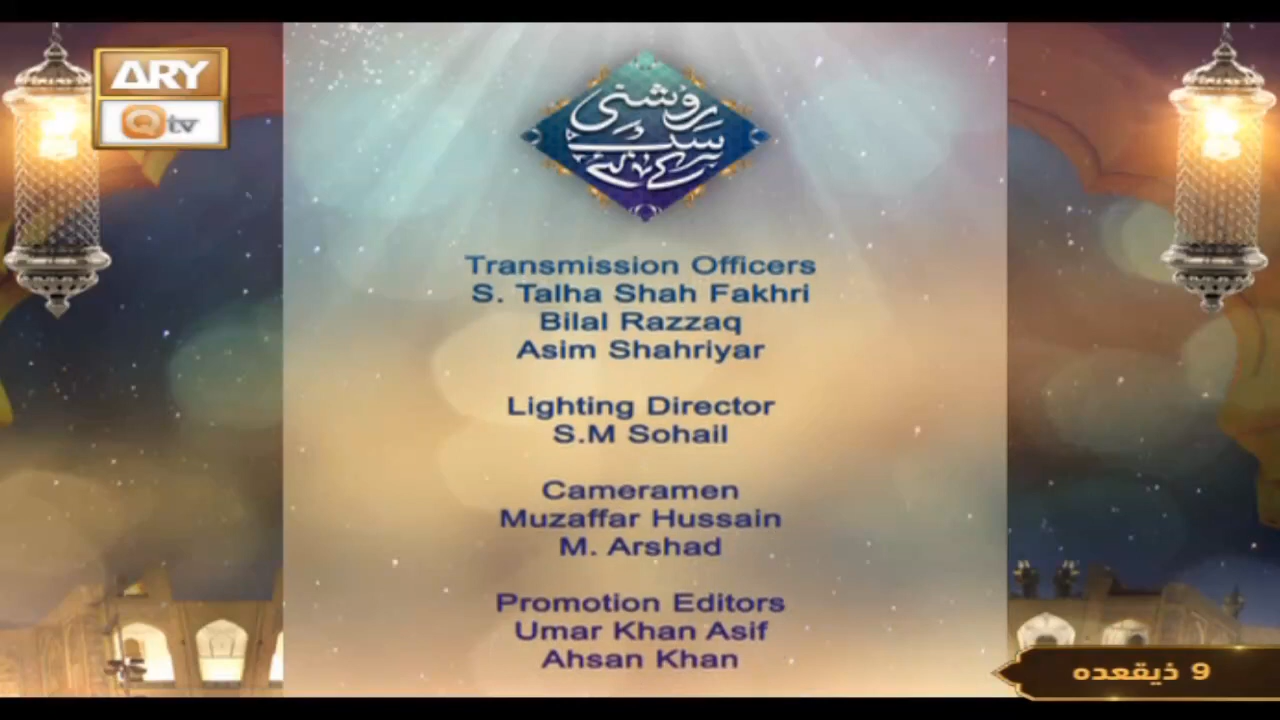 ARY
Qtv
روشنی
سب
کے لئے
Transmission Officers
S. Talha Shah Fakhri
Bilal Razzaq
Asim Shahriyar
Lighting Director
S.M Sohail
Cameramen
Muzaffar Hussain
M. Arshad
Promotion Editors
Umar Khan Asif
Ahsan Khan
9 ذیقعدہ